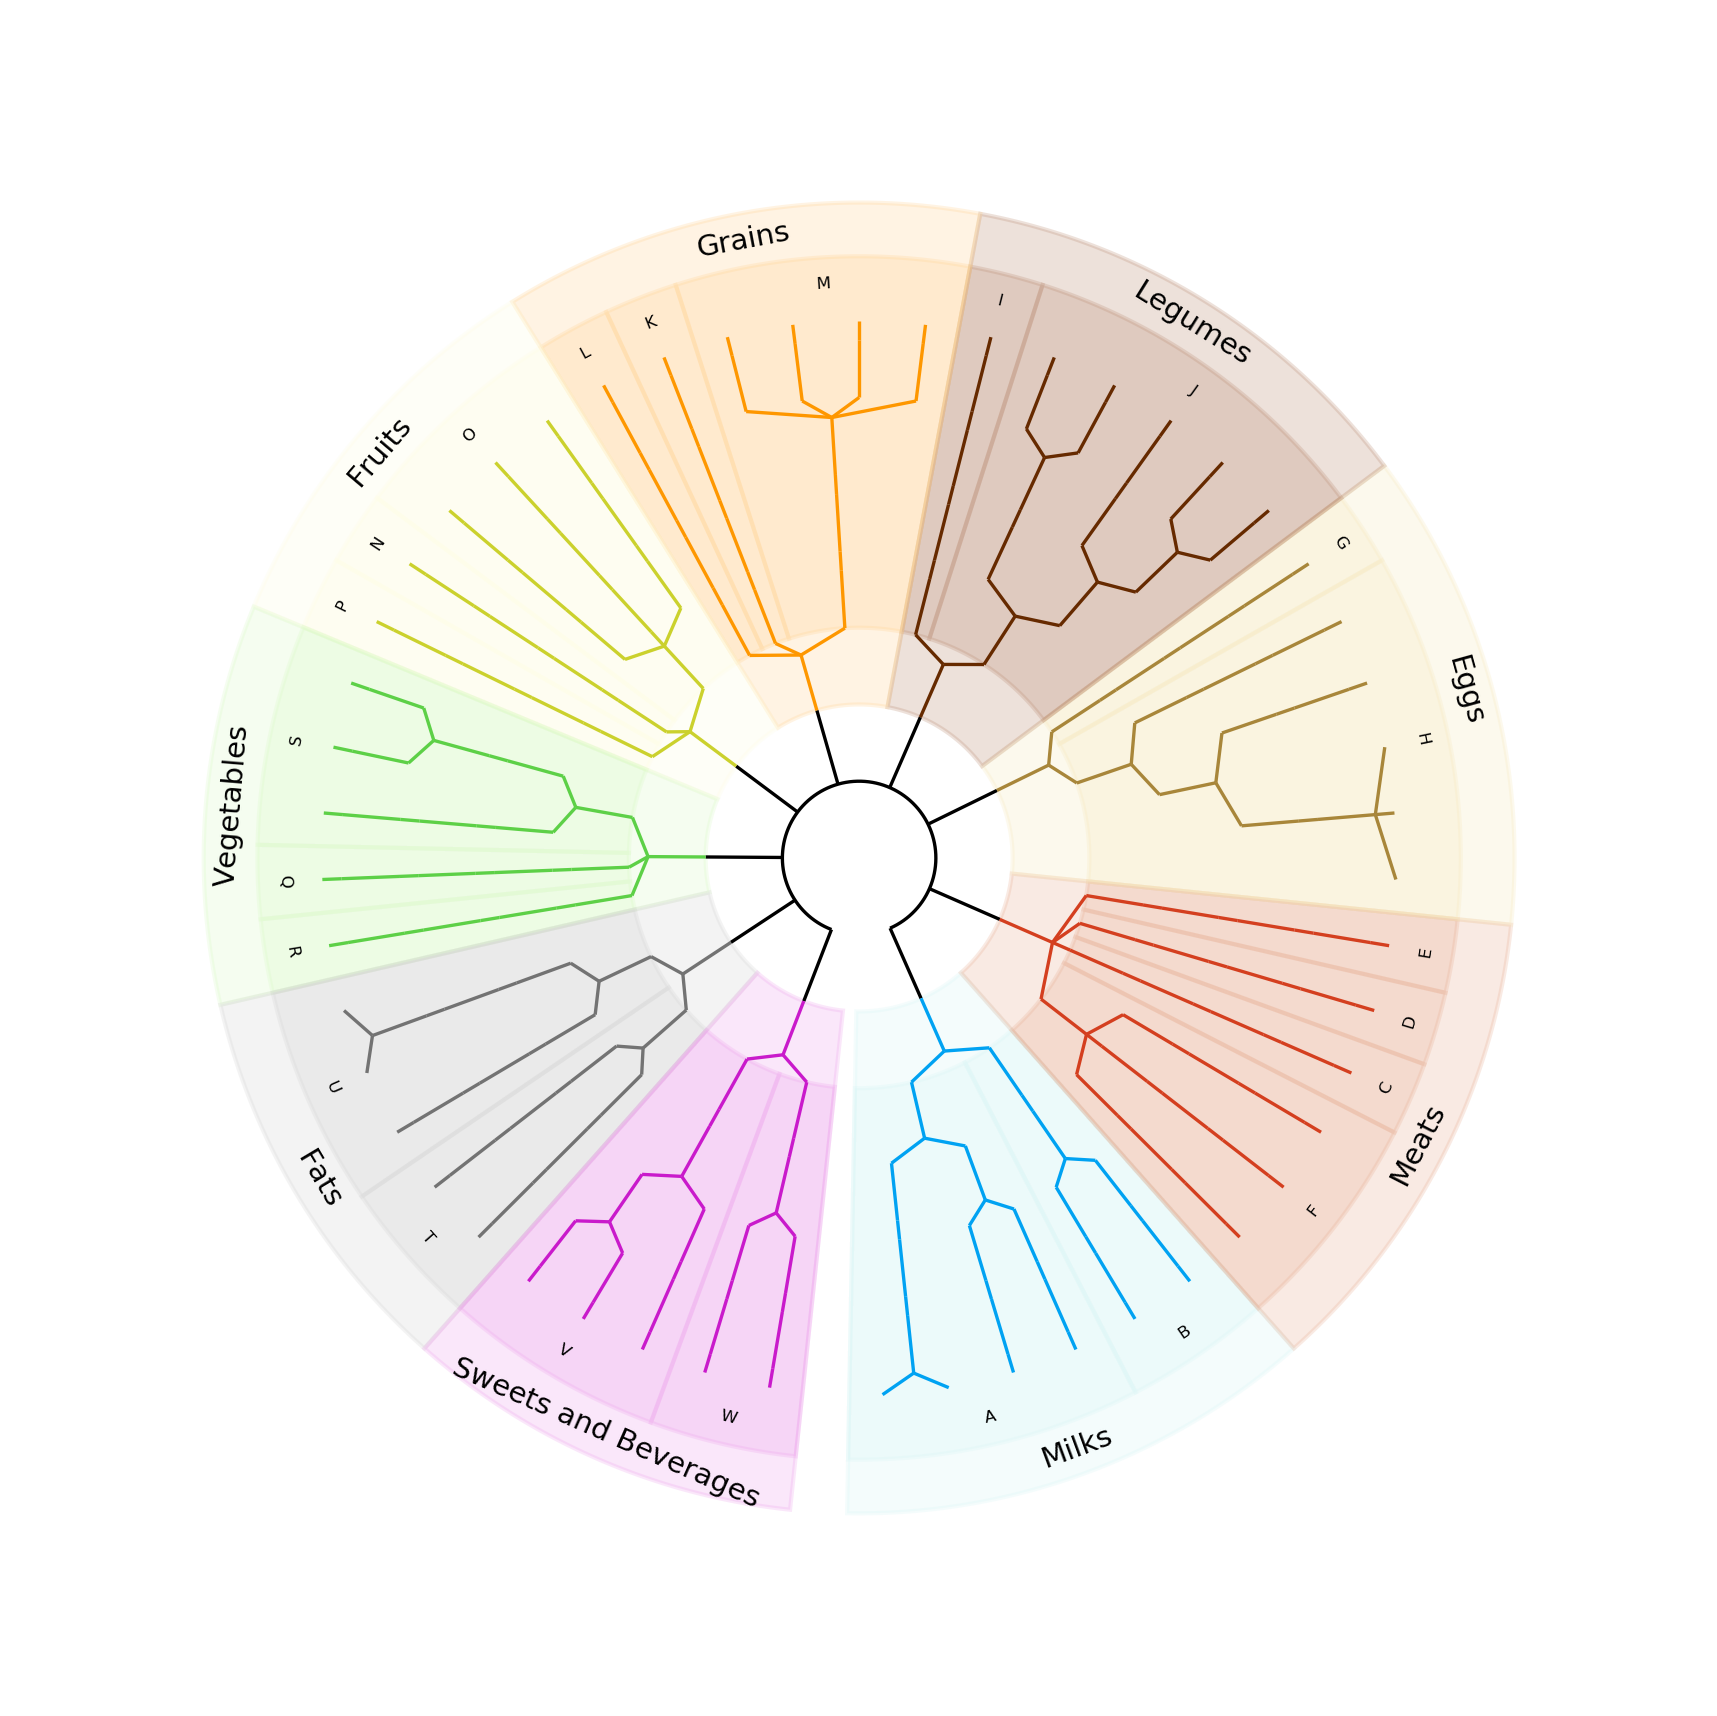 Grains
Legumes
Eggs
Meats
Milks
Sweets and Beverages
Fats
Vegetables
Fruits
L
K
M
I
J
G
H
E
D
C
F
B
A
W
V
T
U
R
Q
S
P
N
O